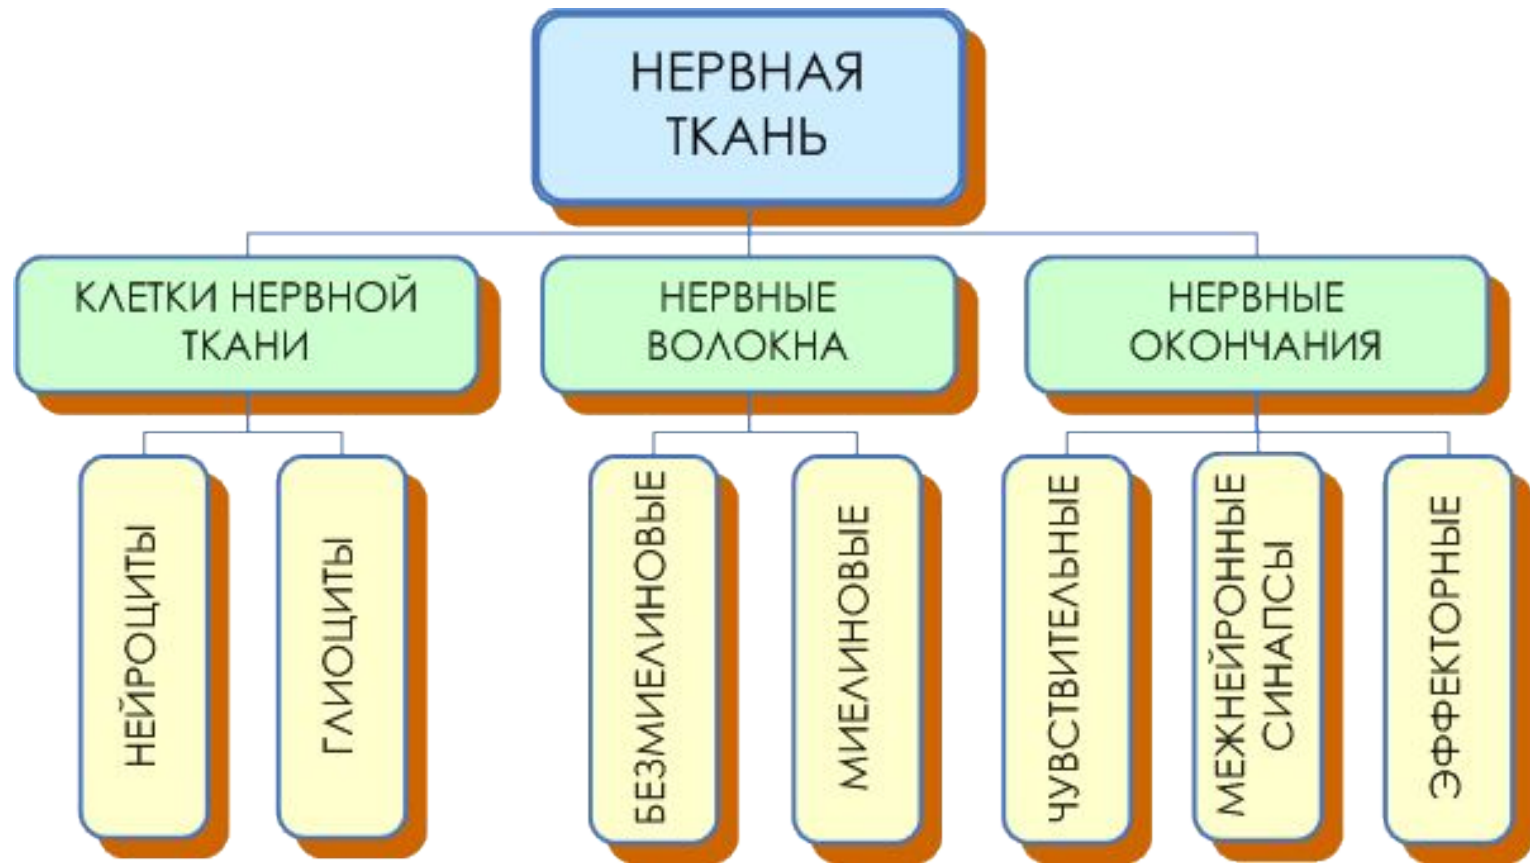 НЕРВНАЯ
ТКАНЬ
КЛЕТКИ НЕРВНОЙ
ТКАНИ
НЕРВНЫЕ
ВОЛОКНА
НЕРВНЫЕ
ОКОНЧАНИЯ
НЕЙРОЦИТЫ
ГЛИОЦИТЫ
БЕЗМИЕЛИНОВЫЕ
МИЕЛИНОВЫЕ
ЧУВСТВИТЕЛЬНЫЕ
МЕЖНЕЙРОННЫЕ
СИНАПСЫ
ЭФФЕКТОРНЫЕ